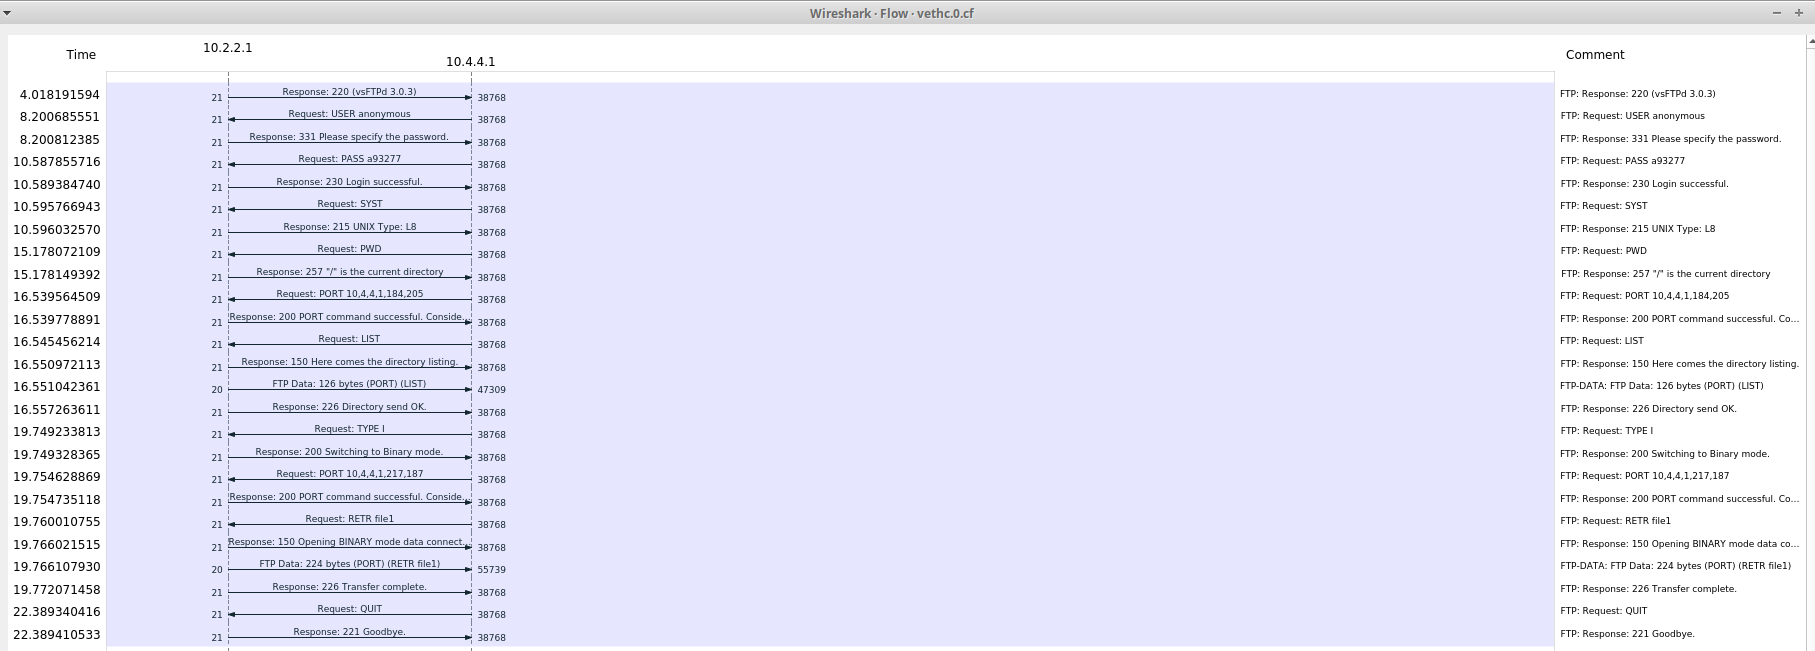 Wireshark · Flow · vethc.0.cf
Time 10.2.2.1 10.4.4.1 Comment
4.018191594 21 Response: 220 (vsFTPd 3.0.3) 38768 FTP: Response: 220 (vsFTPd 3.0.3)
8.200685551 21 Request: USER anonymous 38768 FTP: Request: USER anonymous
8.200812385 21 Response: 331 Please specify the password. 38768 FTP: Response: 331 Please specify the password.
10.587855716 21 Request: PASS a93277 38768 FTP: Request: PASS a93277
10.589384740 21 Response: 230 Login successful. 38768 FTP: Response: 230 Login successful.
10.595766943 21 Request: SYST 38768 FTP: Request: SYST
10.596032570 21 Response: 215 UNIX Type: L8 38768 FTP: Response: 215 UNIX Type: L8
15.178072109 21 Request: PWD 38768 FTP: Request: PWD
15.178149392 21 Response: 257 "/" is the current directory 38768 FTP: Response: 257 "/" is the current directory
16.539564509 21 Request: PORT 10,4,4,1,184,205 38768 FTP: Request: PORT 10,4,4,1,184,205
16.539778891 21 Response: 200 PORT command successful. Conside... 38768 FTP: Response: 200 PORT command successful. Co...
16.545456214 21 Request: LIST 38768 FTP: Request: LIST
16.550972113 21 Response: 150 Here comes the directory listing. 38768 FTP: Response: 150 Here comes the directory listing.
16.551042361 20 FTP Data: 126 bytes (PORT) (LIST) 47309 FTP-DATA: FTP Data: 126 bytes (PORT) (LIST)
16.557263611 21 Response: 226 Directory send OK. 38768 FTP: Response: 226 Directory send OK.
19.749233813 21 Request: TYPE I 38768 FTP: Request: TYPE I
19.749328365 21 Response: 200 Switching to Binary mode. 38768 FTP: Response: 200 Switching to Binary mode.
19.754628869 21 Request: PORT 10,4,4,1,217,187 38768 FTP: Request: PORT 10,4,4,1,217,187
19.754735118 21 Response: 200 PORT command successful. Conside... 38768 FTP: Response: 200 PORT command successful. Co...
19.760010755 21 Request: RETR file1 38768 FTP: Request: RETR file1
19.766021515 21 Response: 150 Opening BINARY mode data connect... 38768 FTP: Response: 150 Opening BINARY mode data co...
19.766107930 20 FTP Data: 224 bytes (PORT) (RETR file1) 55739 FTP-DATA: FTP Data: 224 bytes (PORT) (RETR file1)
19.772071458 21 Response: 226 Transfer complete. 38768 FTP: Response: 226 Transfer complete.
22.389340416 21 Request: QUIT 38768 FTP: Request: QUIT
22.389410533 21 Response: 221 Goodbye. 38768 FTP: Response: 221 Goodbye.